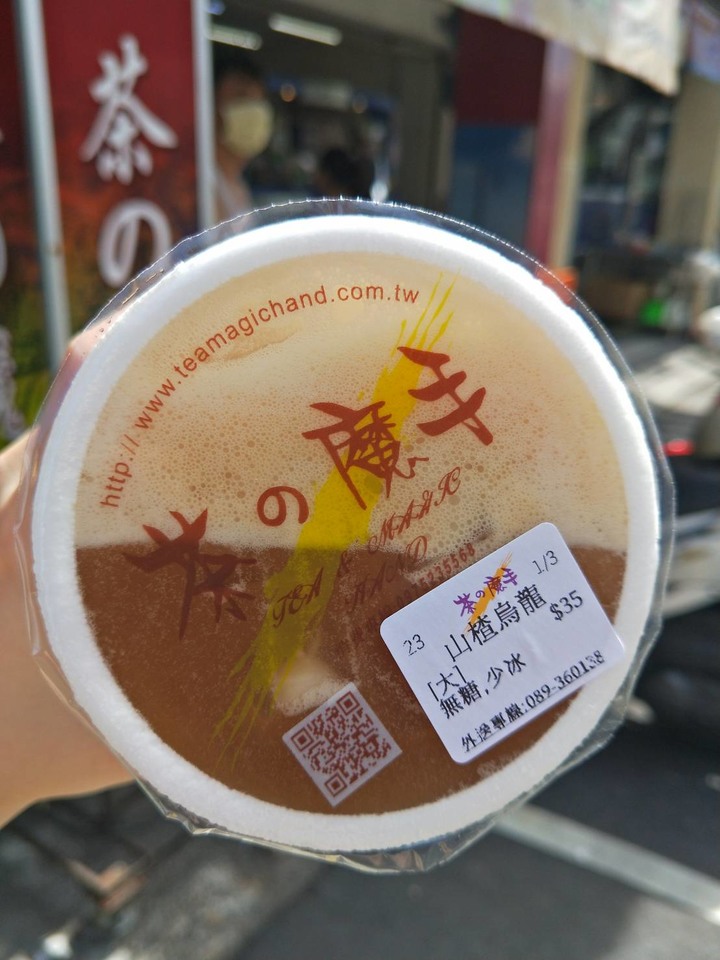 茶の
http:// www.teamagichand.com.tw
茶の魔手
TEA & MAGIC
HAND
茶の魔手
23
1/3
山楂烏龍
$35
[大]
無糖,少冰
外送專線:089-360138